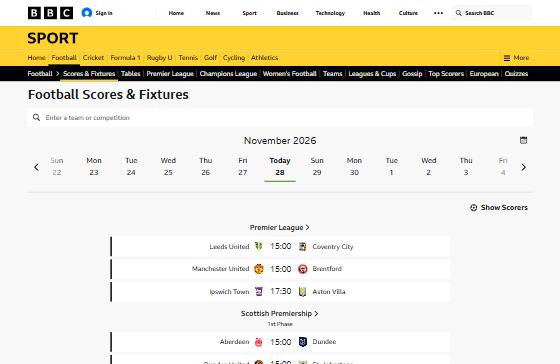 BBC Sign in Home News Sport Business Technology Health Culture ••• Search BBC
SPORT
Home Football Cricket Formula 1 Rugby U Tennis Golf Cycling Athletics More
Football Scores & Fixtures Tables Premier League Champions League Women's Football Teams Leagues & Cups Gossip Top Scorers European Quizzes
Football Scores & Fixtures
Enter a team or competition
November 2026
Sun Mon Tue Wed Thu Fri Today Sun Mon Tue Wed Thu Fri
22 23 24 25 26 27 28 29 30 1 2 3 4
Show Scorers
Premier League
Leeds United 15:00 Coventry City
Manchester United 15:00 Brentford
Ipswich Town 17:30 Aston Villa
Scottish Premiership
1st Phase
Aberdeen 15:00 Dundee